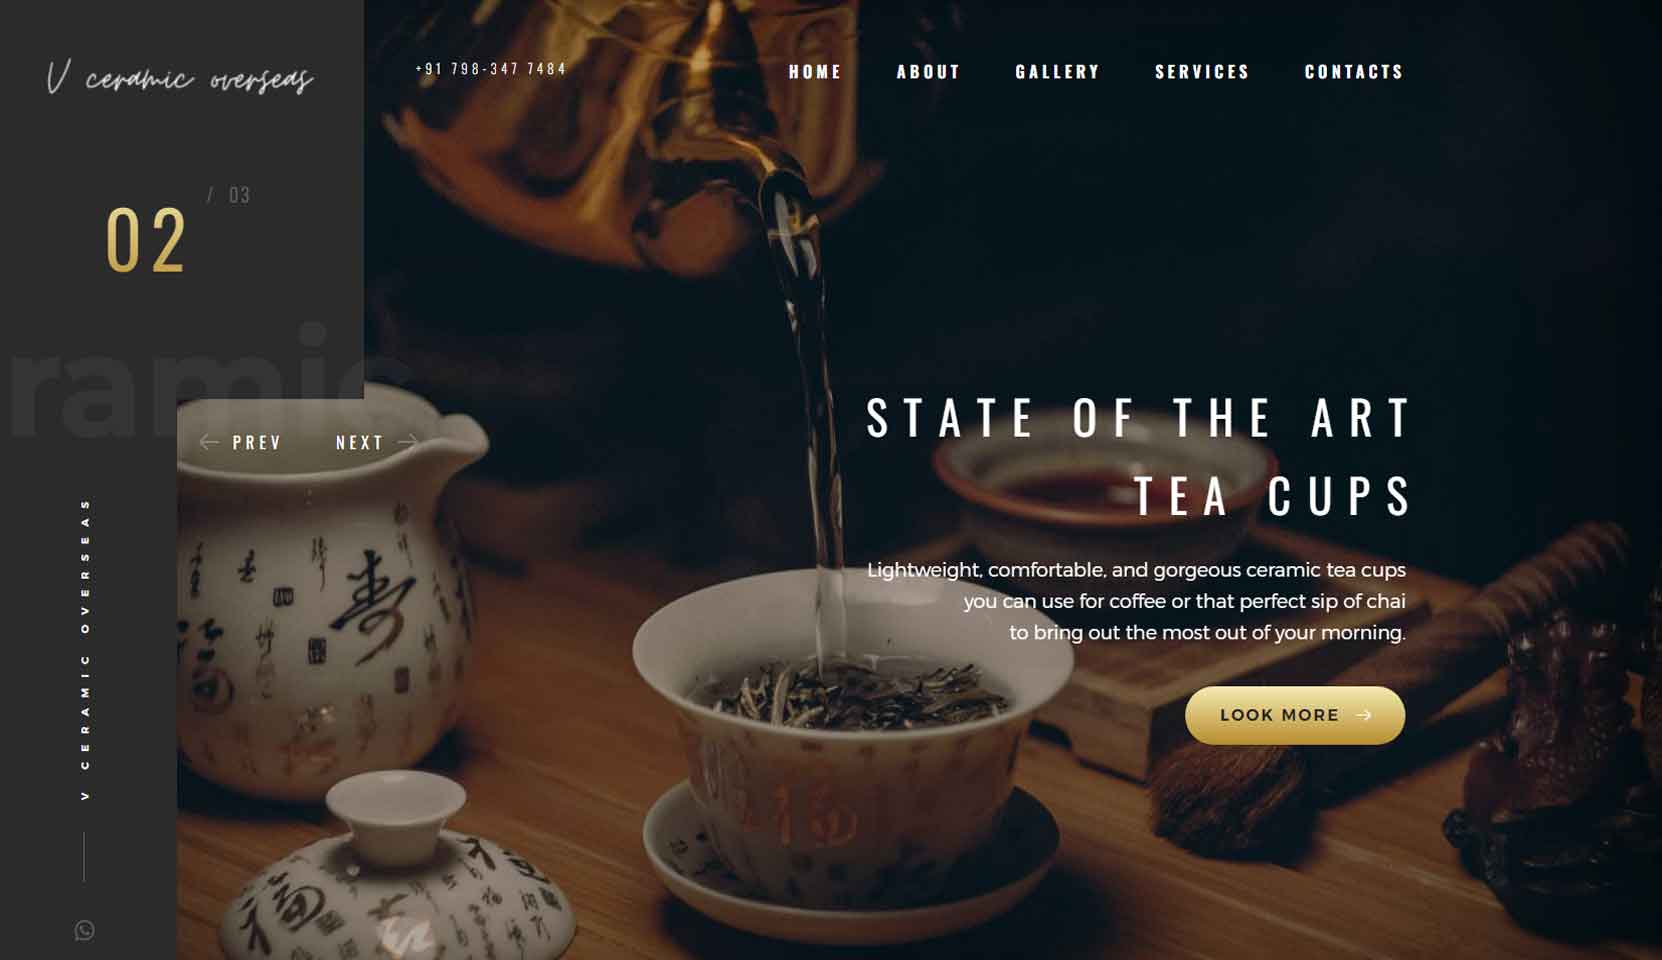 V ceramic overseas
+91 798-347 7484
HOME ABOUT GALLERY SERVICES CONTACTS
02 / 03
ramic
PREV NEXT
V CERAMIC OVERSEAS
STATE OF THE ART
TEA CUPS
Lightweight, comfortable, and gorgeous ceramic tea cups
you can use for coffee or that perfect sip of chai
to bring out the most out of your morning.
LOOK MORE
壽
福